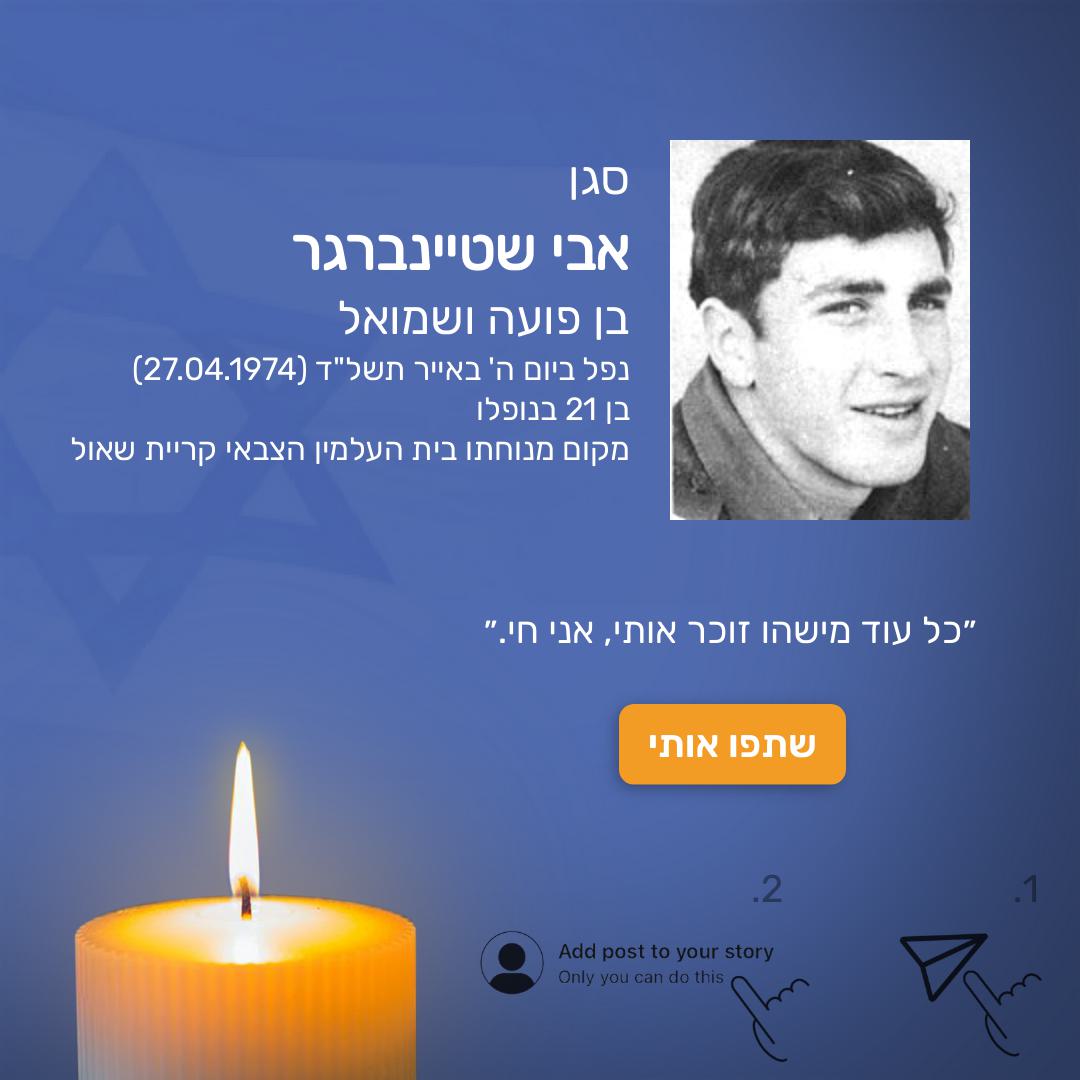 סגן
אבי שטיינברגר
בן פועה ושמואל
נפל ביום ה' באייר תשל"ד (27.04.1974)
בן 21 בנופלו
מקום מנוחתו בית העלמין הצבאי קריית שאול
״כל עוד מישהו זוכר אותי, אני חי.״
שתפו אותי
1.
2.
Add post to your story
Only you can do this